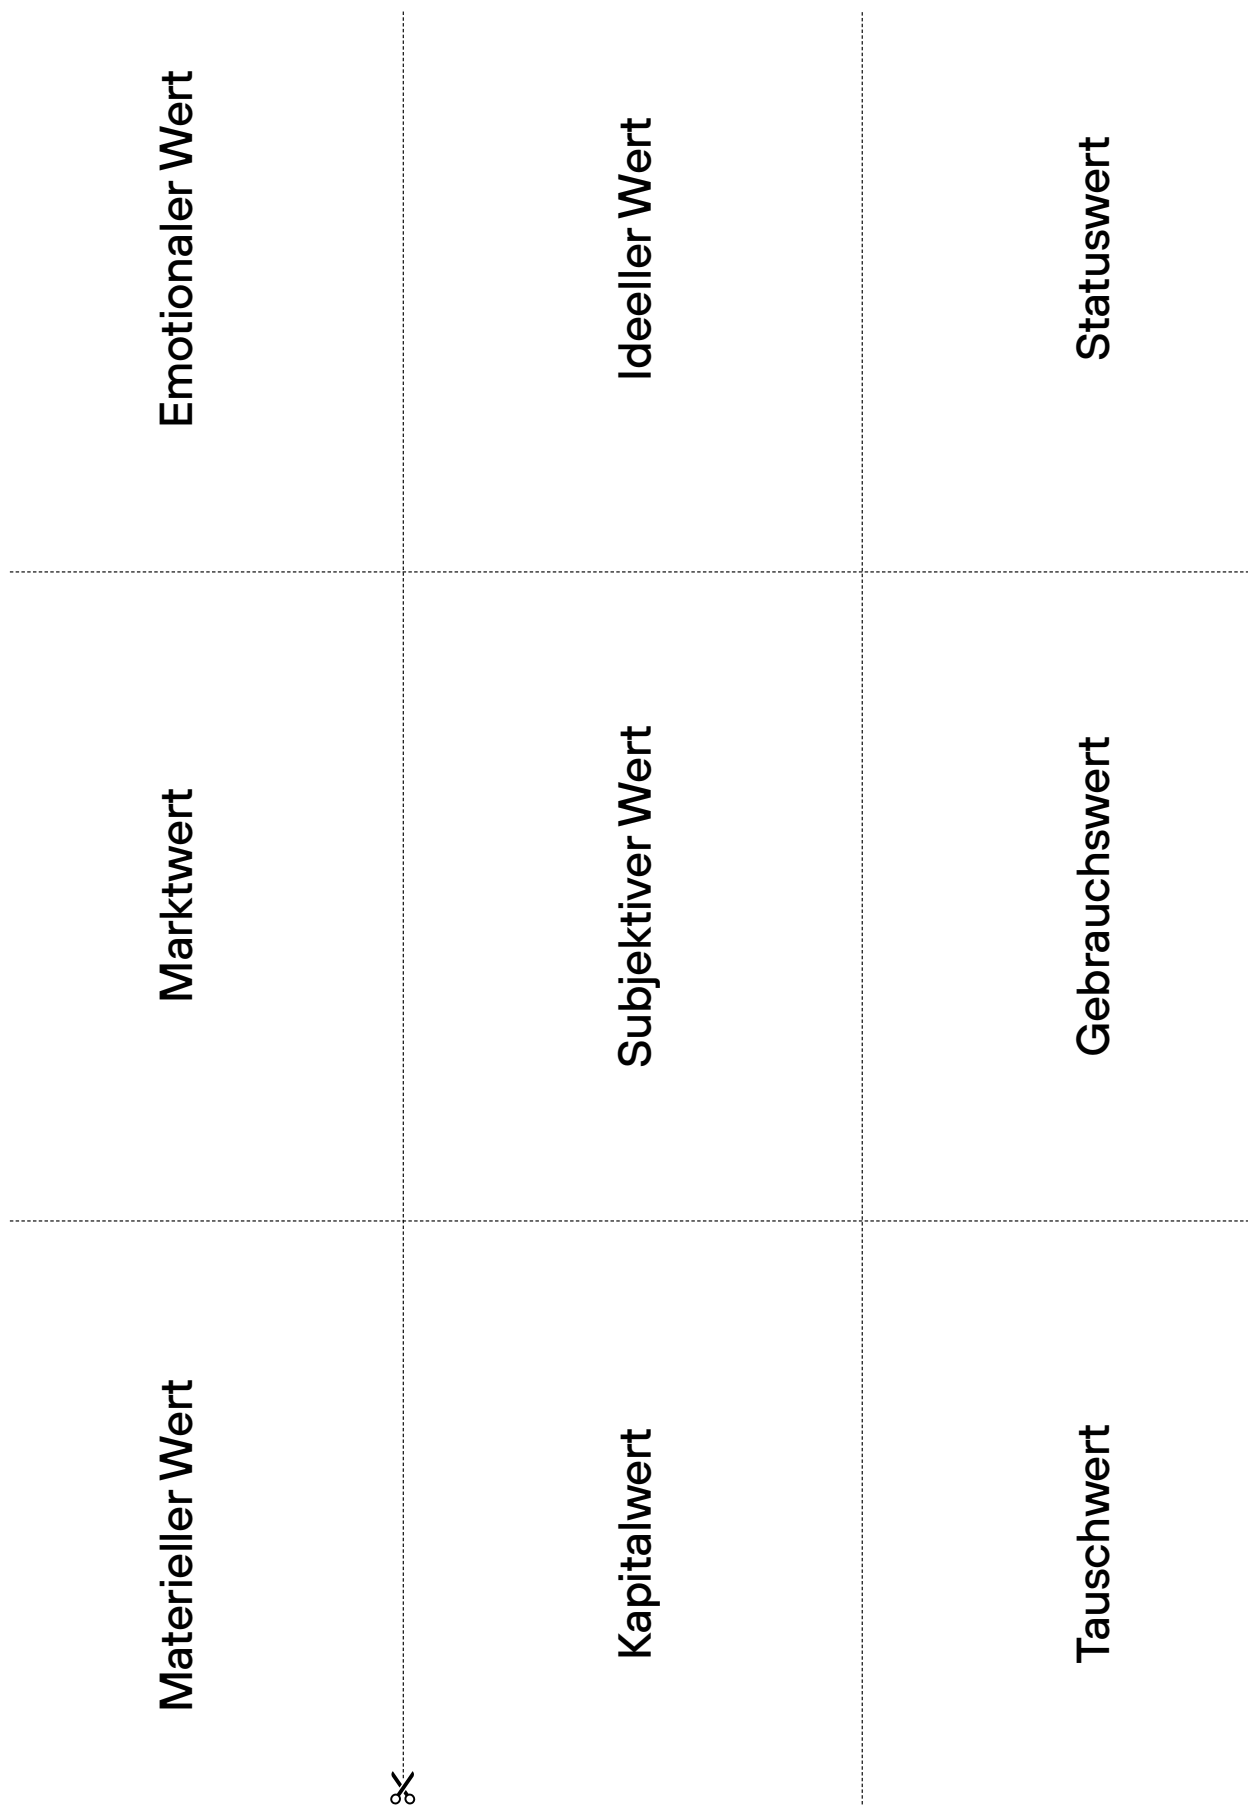 Materieller Wert
Marktwert
Emotionaler Wert
Kapitalwert
Subjektiver Wert
Ideeller Wert
Tauschwert
Gebrauchswert
Statuswert